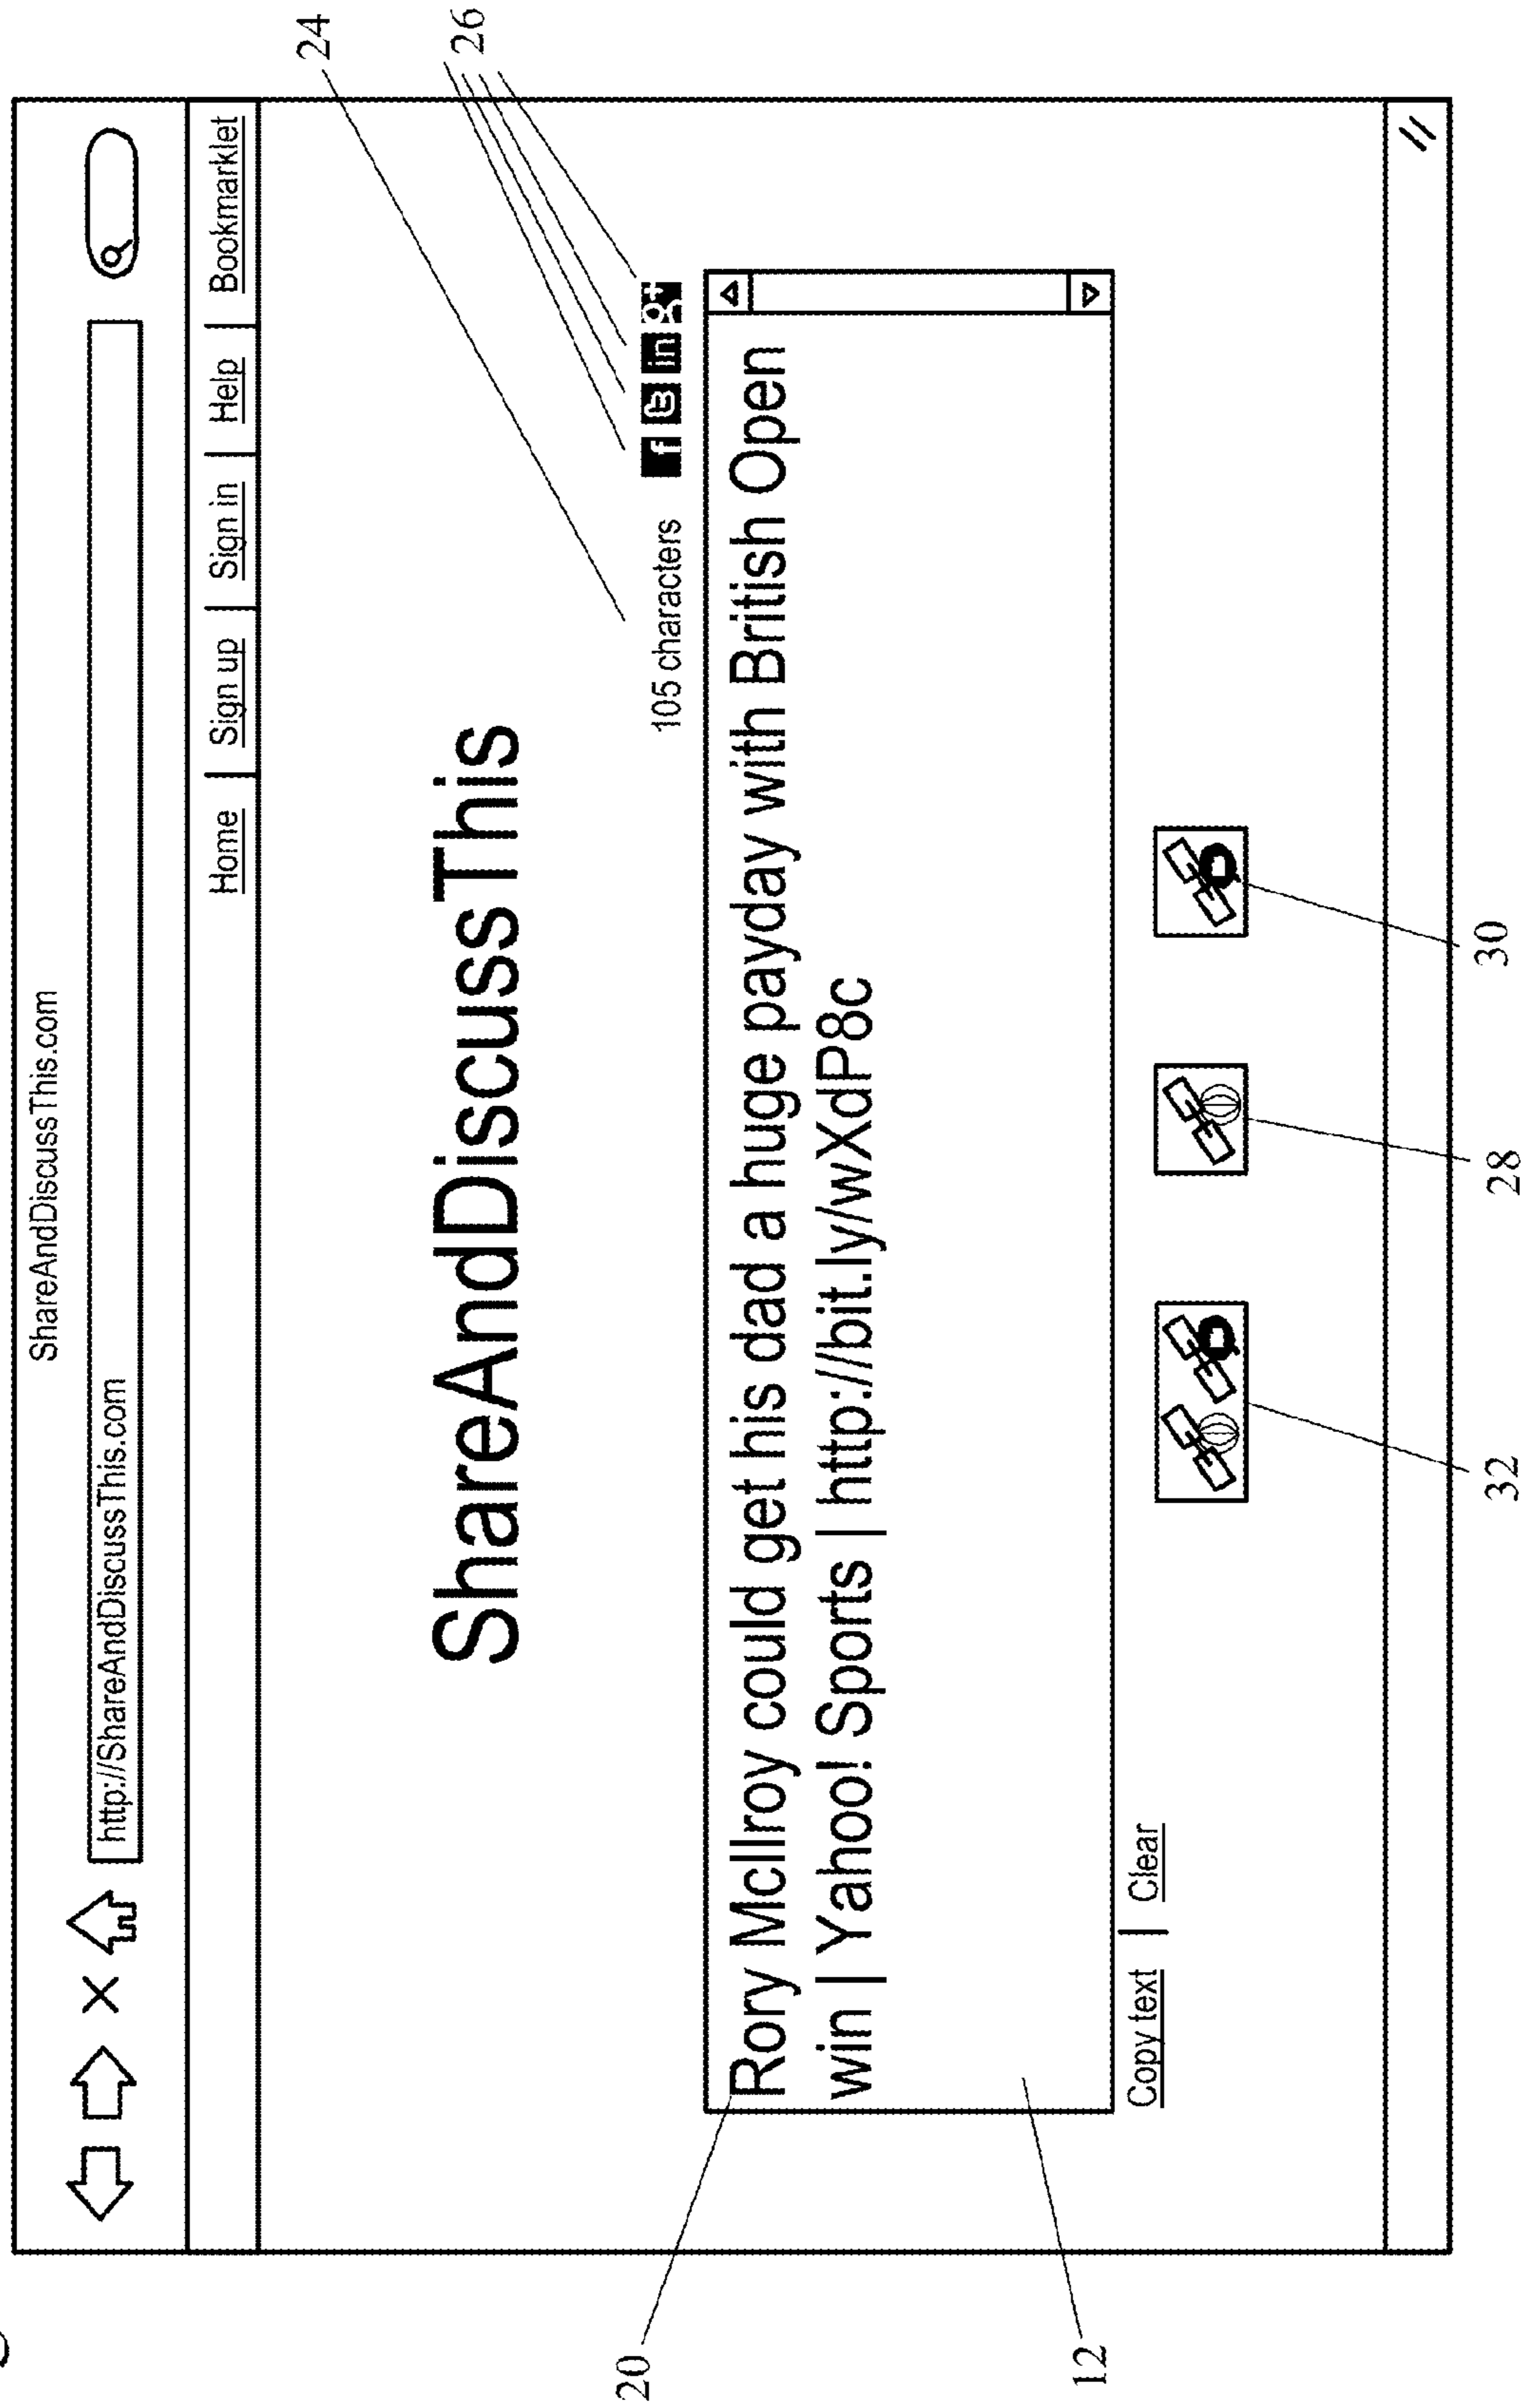 ShareAndDiscussThis.com
http://ShareAndDiscussThis.com
Home | Sign up | Sign in | Help | Bookmarklet
24
ShareAndDiscussThis
26
105 characters f t in g+
20
Rory McIlroy could get his dad a huge payday with British Open
win | Yahoo! Sports | http://bit.ly/wXdP8c
12
Copy text | Clear
32
28
30